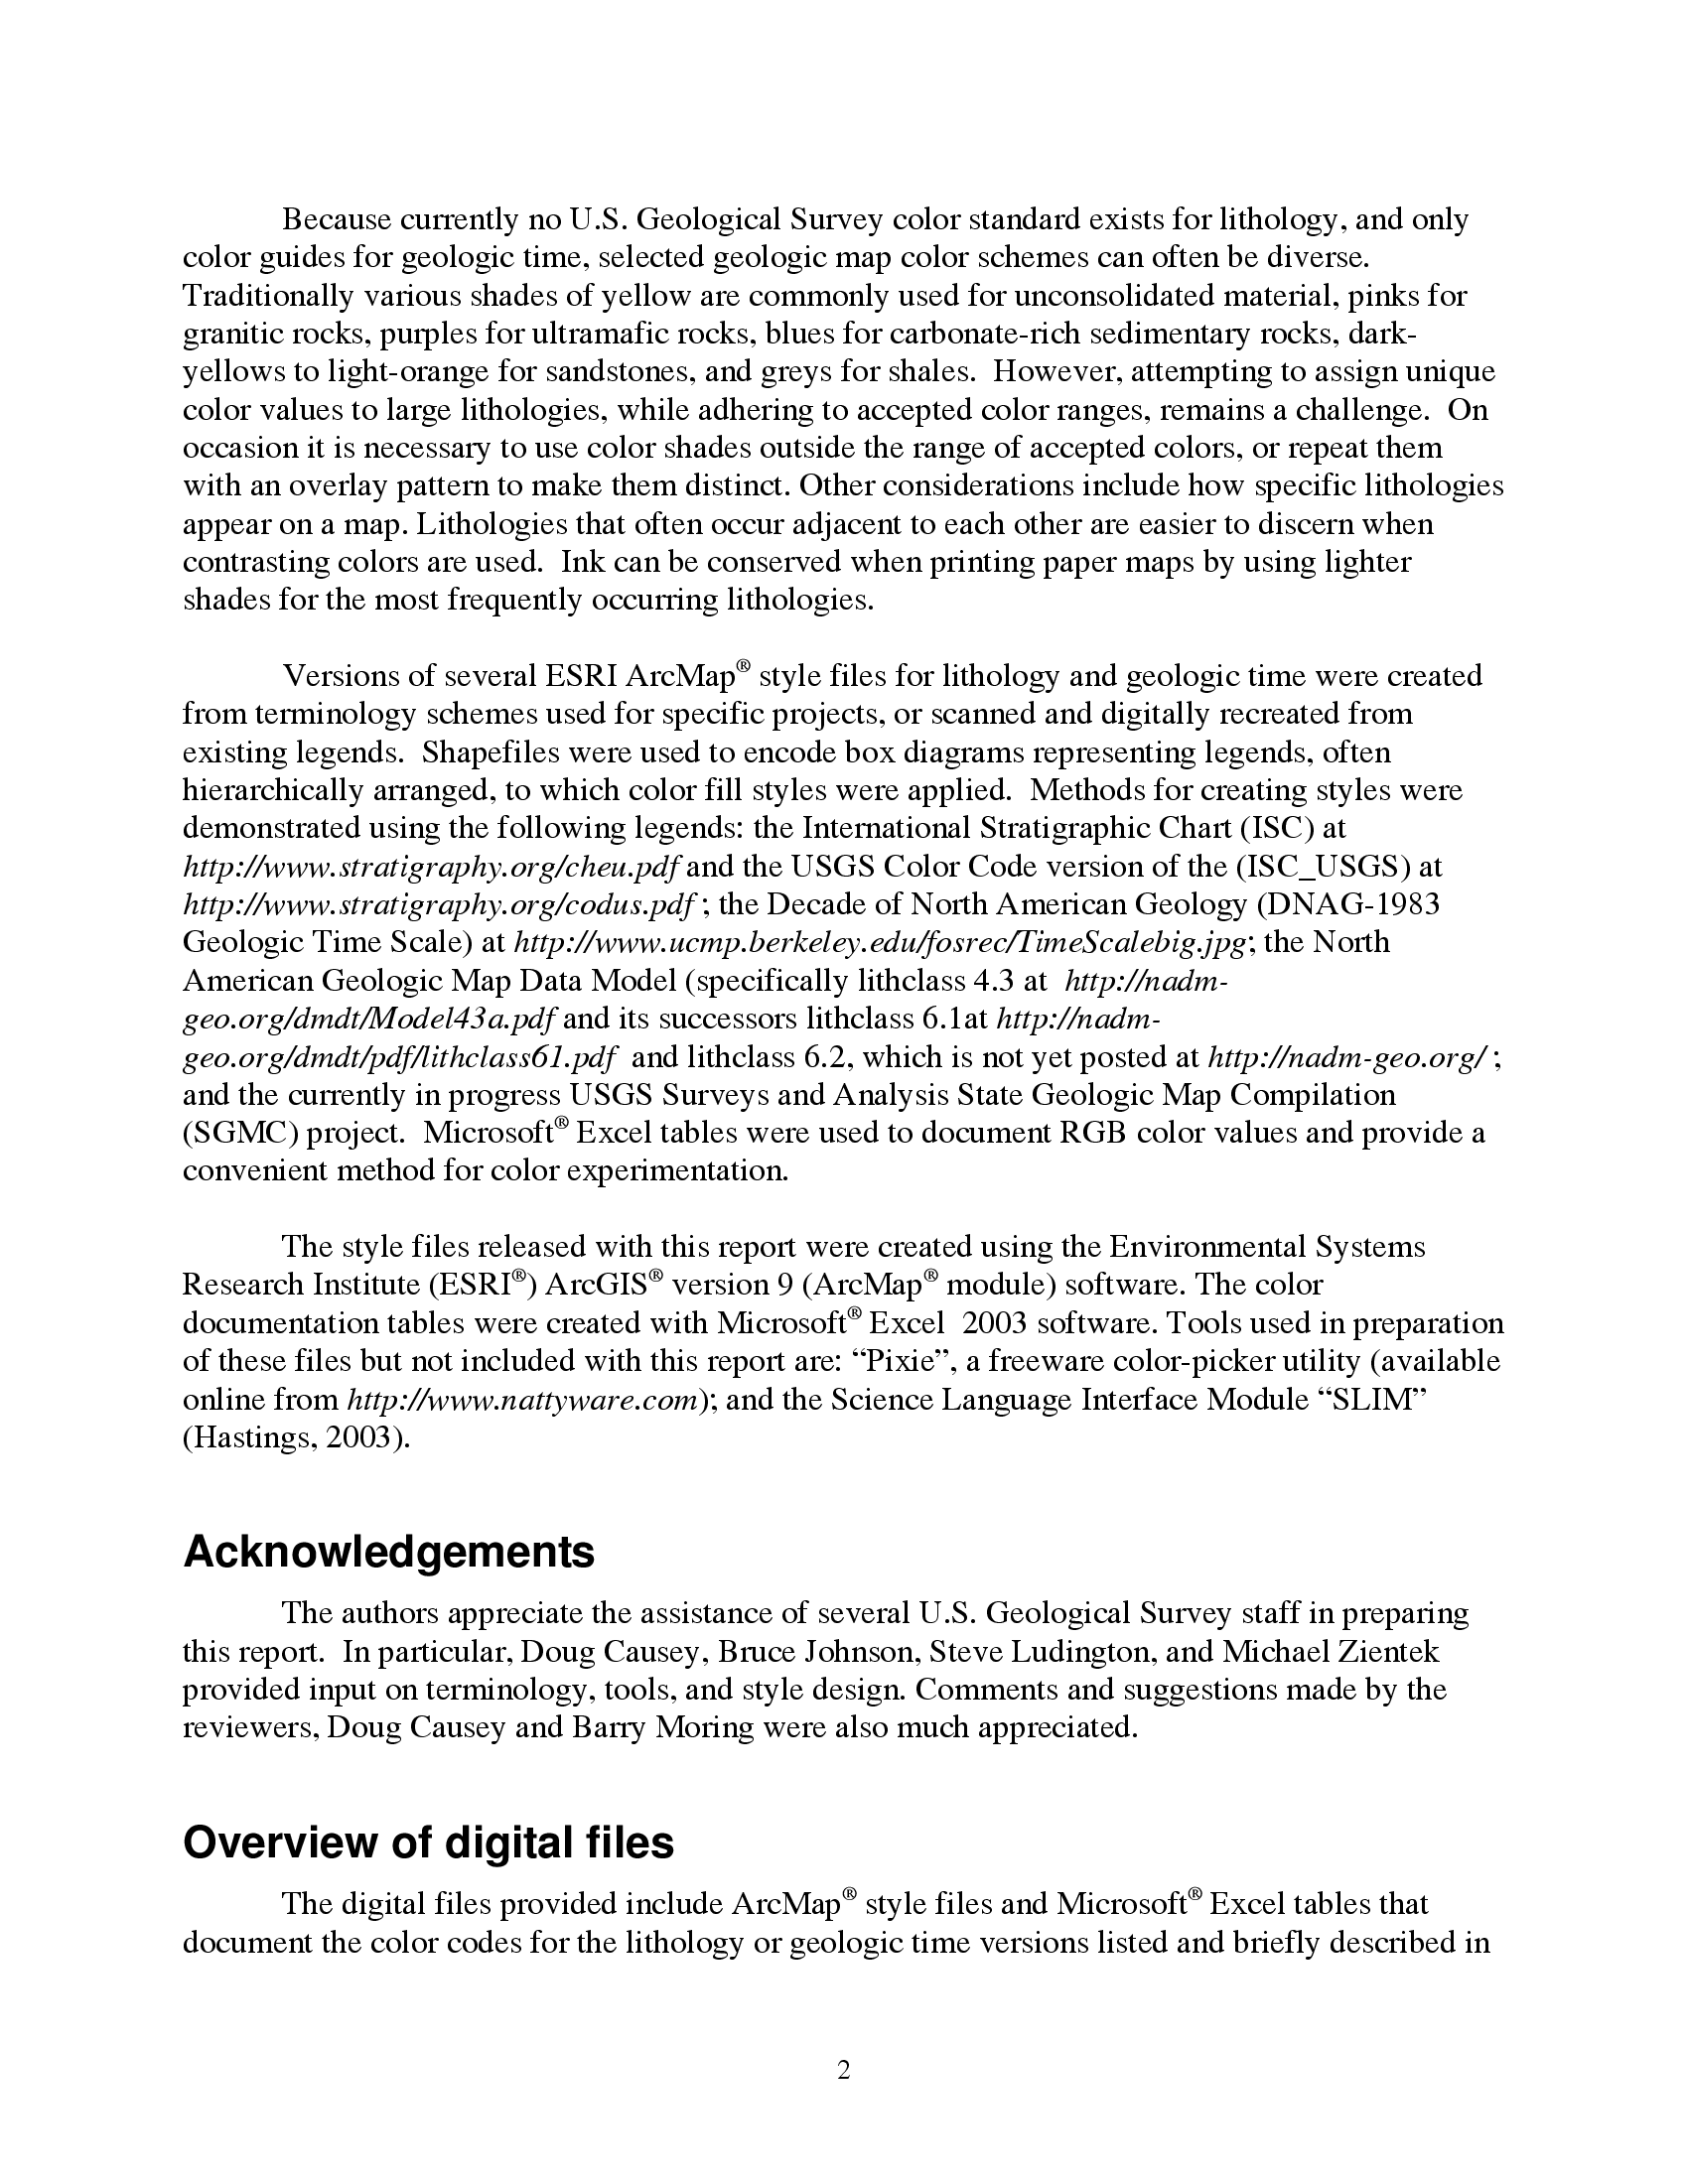 Because currently no U.S. Geological Survey color standard exists for lithology, and only
color guides for geologic time, selected geologic map color schemes can often be diverse.
Traditionally various shades of yellow are commonly used for unconsolidated material, pinks for
granitic rocks, purples for ultramafic rocks, blues for carbonate-rich sedimentary rocks, dark-
yellows to light-orange for sandstones, and greys for shales.  However, attempting to assign unique
color values to large lithologies, while adhering to accepted color ranges, remains a challenge.  On
occasion it is necessary to use color shades outside the range of accepted colors, or repeat them
with an overlay pattern to make them distinct. Other considerations include how specific lithologies
appear on a map. Lithologies that often occur adjacent to each other are easier to discern when
contrasting colors are used.  Ink can be conserved when printing paper maps by using lighter
shades for the most frequently occurring lithologies.
Versions of several ESRI ArcMap® style files for lithology and geologic time were created
from terminology schemes used for specific projects, or scanned and digitally recreated from
existing legends.  Shapefiles were used to encode box diagrams representing legends, often
hierarchically arranged, to which color fill styles were applied.  Methods for creating styles were
demonstrated using the following legends: the International Stratigraphic Chart (ISC) at
http://www.stratigraphy.org/cheu.pdf and the USGS Color Code version of the (ISC_USGS) at
http://www.stratigraphy.org/codus.pdf ; the Decade of North American Geology (DNAG-1983
Geologic Time Scale) at http://www.ucmp.berkeley.edu/fosrec/TimeScalebig.jpg; the North
American Geologic Map Data Model (specifically lithclass 4.3 at  http://nadm-
geo.org/dmdt/Model43a.pdf and its successors lithclass 6.1at http://nadm-
geo.org/dmdt/pdf/lithclass61.pdf  and lithclass 6.2, which is not yet posted at http://nadm-geo.org/ ;
and the currently in progress USGS Surveys and Analysis State Geologic Map Compilation
(SGMC) project.  Microsoft® Excel tables were used to document RGB color values and provide a
convenient method for color experimentation.
The style files released with this report were created using the Environmental Systems
Research Institute (ESRI®) ArcGIS® version 9 (ArcMap® module) software. The color
documentation tables were created with Microsoft® Excel  2003 software. Tools used in preparation
of these files but not included with this report are: “Pixie”, a freeware color-picker utility (available
online from http://www.nattyware.com); and the Science Language Interface Module “SLIM”
(Hastings, 2003).
Acknowledgements
The authors appreciate the assistance of several U.S. Geological Survey staff in preparing
this report.  In particular, Doug Causey, Bruce Johnson, Steve Ludington, and Michael Zientek
provided input on terminology, tools, and style design. Comments and suggestions made by the
reviewers, Doug Causey and Barry Moring were also much appreciated.
Overview of digital files
The digital files provided include ArcMap® style files and Microsoft® Excel tables that
document the color codes for the lithology or geologic time versions listed and briefly described in
2